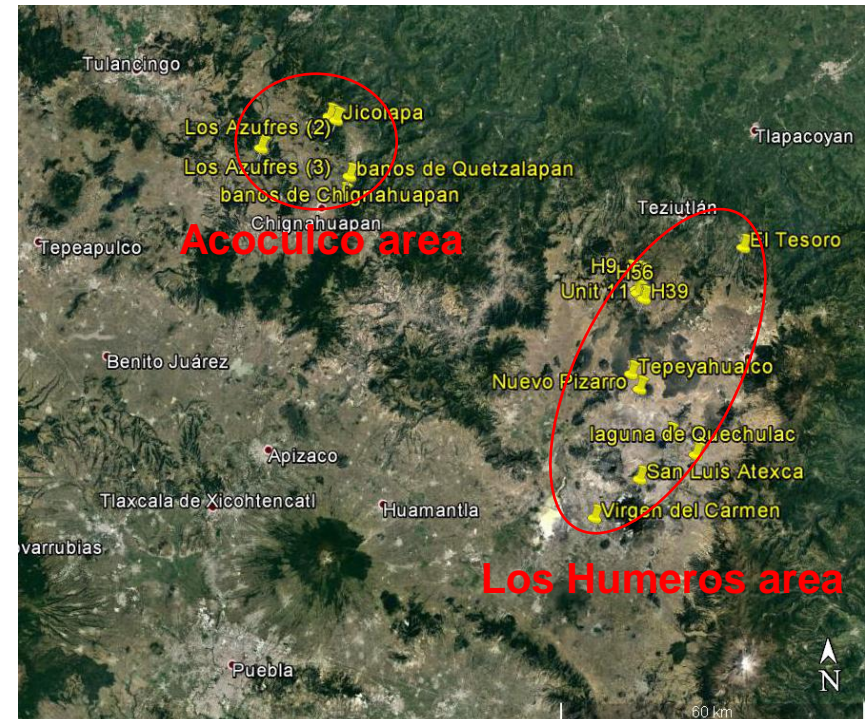 Tulancingo
Jicolapa
Los Azufres (2)
Tlapacoyan
Los Azufres (3)
banos de Quetzalapan
banos de Chignahuapan
Teziutlán
Chignahuapan
Acoculco area
Tepeapulco
El Tesoro
H9
H56
Unit 11
H39
Benito Juárez
Tepeyahualco
Nuevo Pizarro
laguna de Quechulac
Apizaco
San Luis Atexca
Tlaxcala de Xicohtencatl
Huamantla
Virgen del Carmen
ovarrubias
Los Humeros area
Puebla
N
60 km